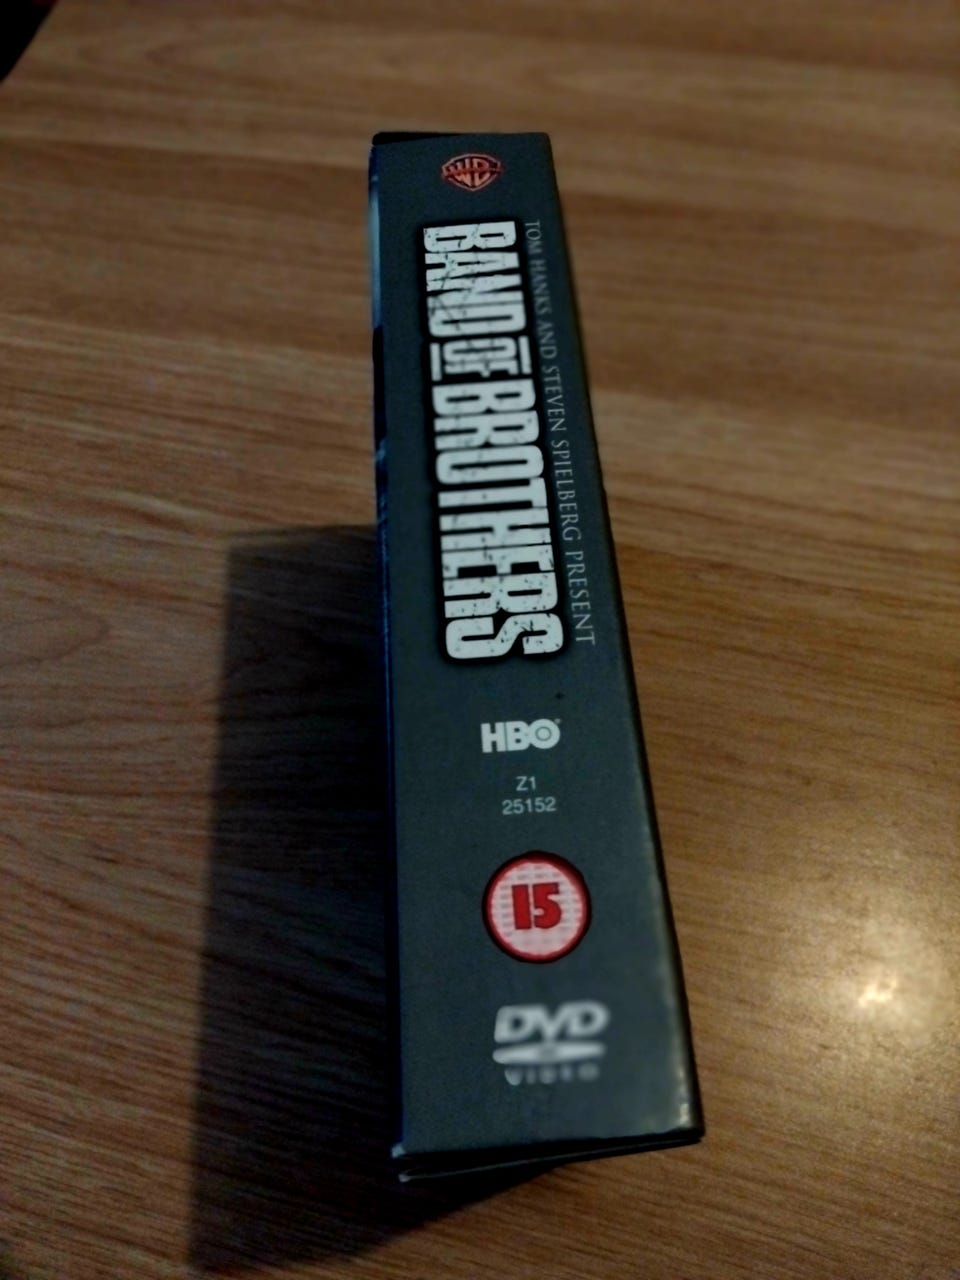 WB
TOM HANKS AND STEVEN SPIELBERG PRESENT
BAND OF BROTHERS
HBO
Z1
25152
15
DVD
VIDEO